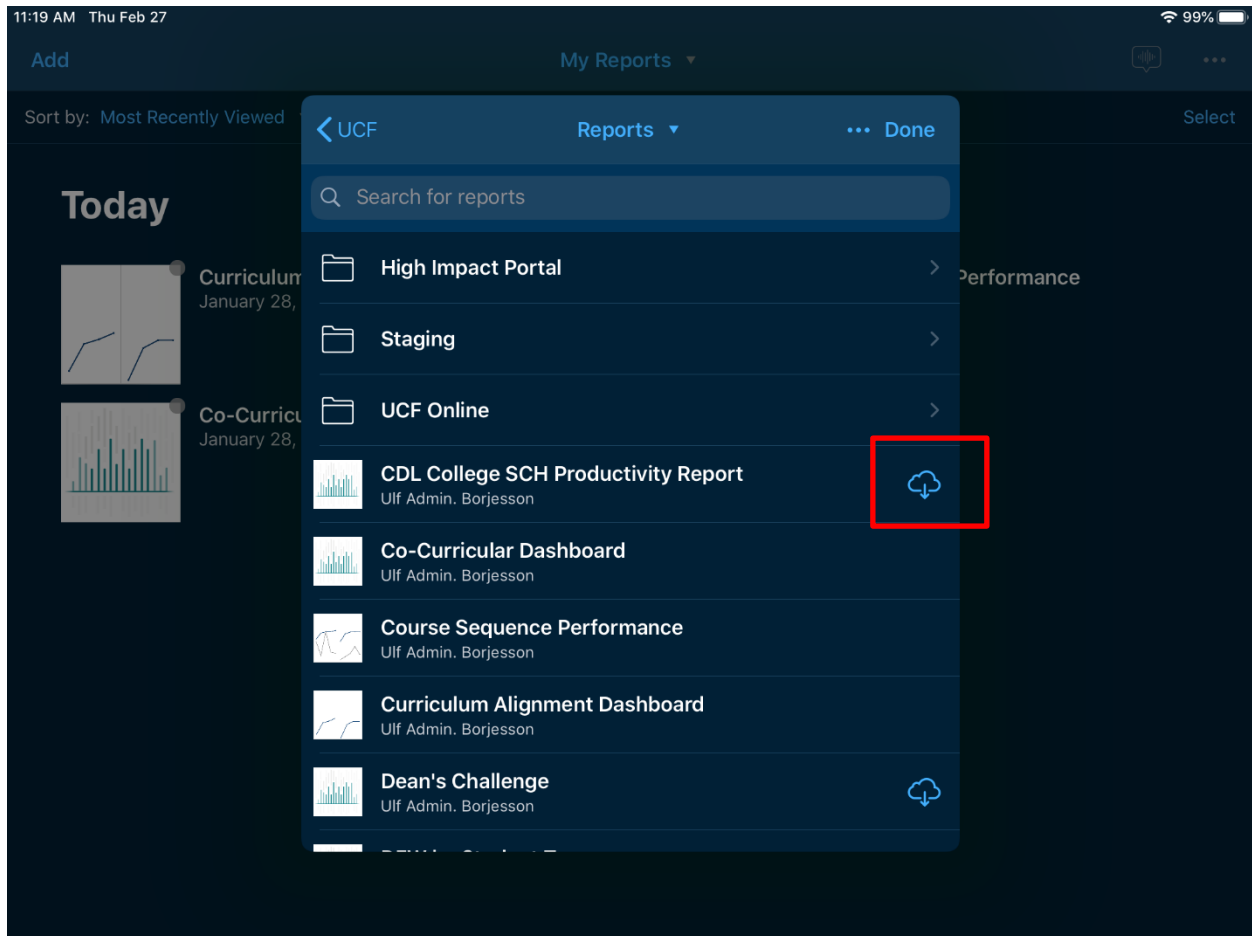 11:19 AM Thu Feb 27
99%
Add
My Reports
Sort by: Most Recently Viewed
Select
UCF
Reports
Done
Search for reports
Today
High Impact Portal
Curriculum
January 28,
Performance
Staging
UCF Online
Co-Curricu
January 28,
CDL College SCH Productivity Report
Ulf Admin. Borjesson
Co-Curricular Dashboard
Ulf Admin. Borjesson
Course Sequence Performance
Ulf Admin. Borjesson
Curriculum Alignment Dashboard
Ulf Admin. Borjesson
Dean's Challenge
Ulf Admin. Borjesson